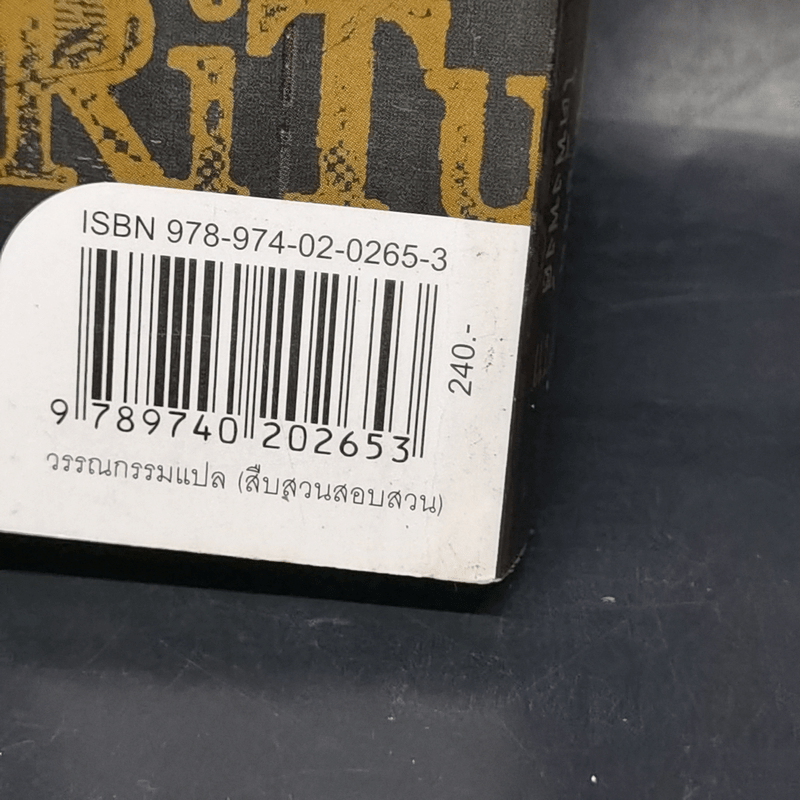 RiTu
ISBN 978-974-02-0265-3
240.-
9 789740 202653
วรรณกรรมแปล (สืบสวนสอบสวน)